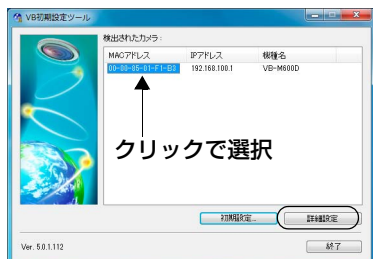 VB初期設定ツール
検出されたカメラ:
MACアドレス IPアドレス 機種名
00-00-85-01-F1-B3 192.168.100.1 VB-M600D
クリックで選択
初期設定... 詳細設定
Ver. 5.0.1.112 終了